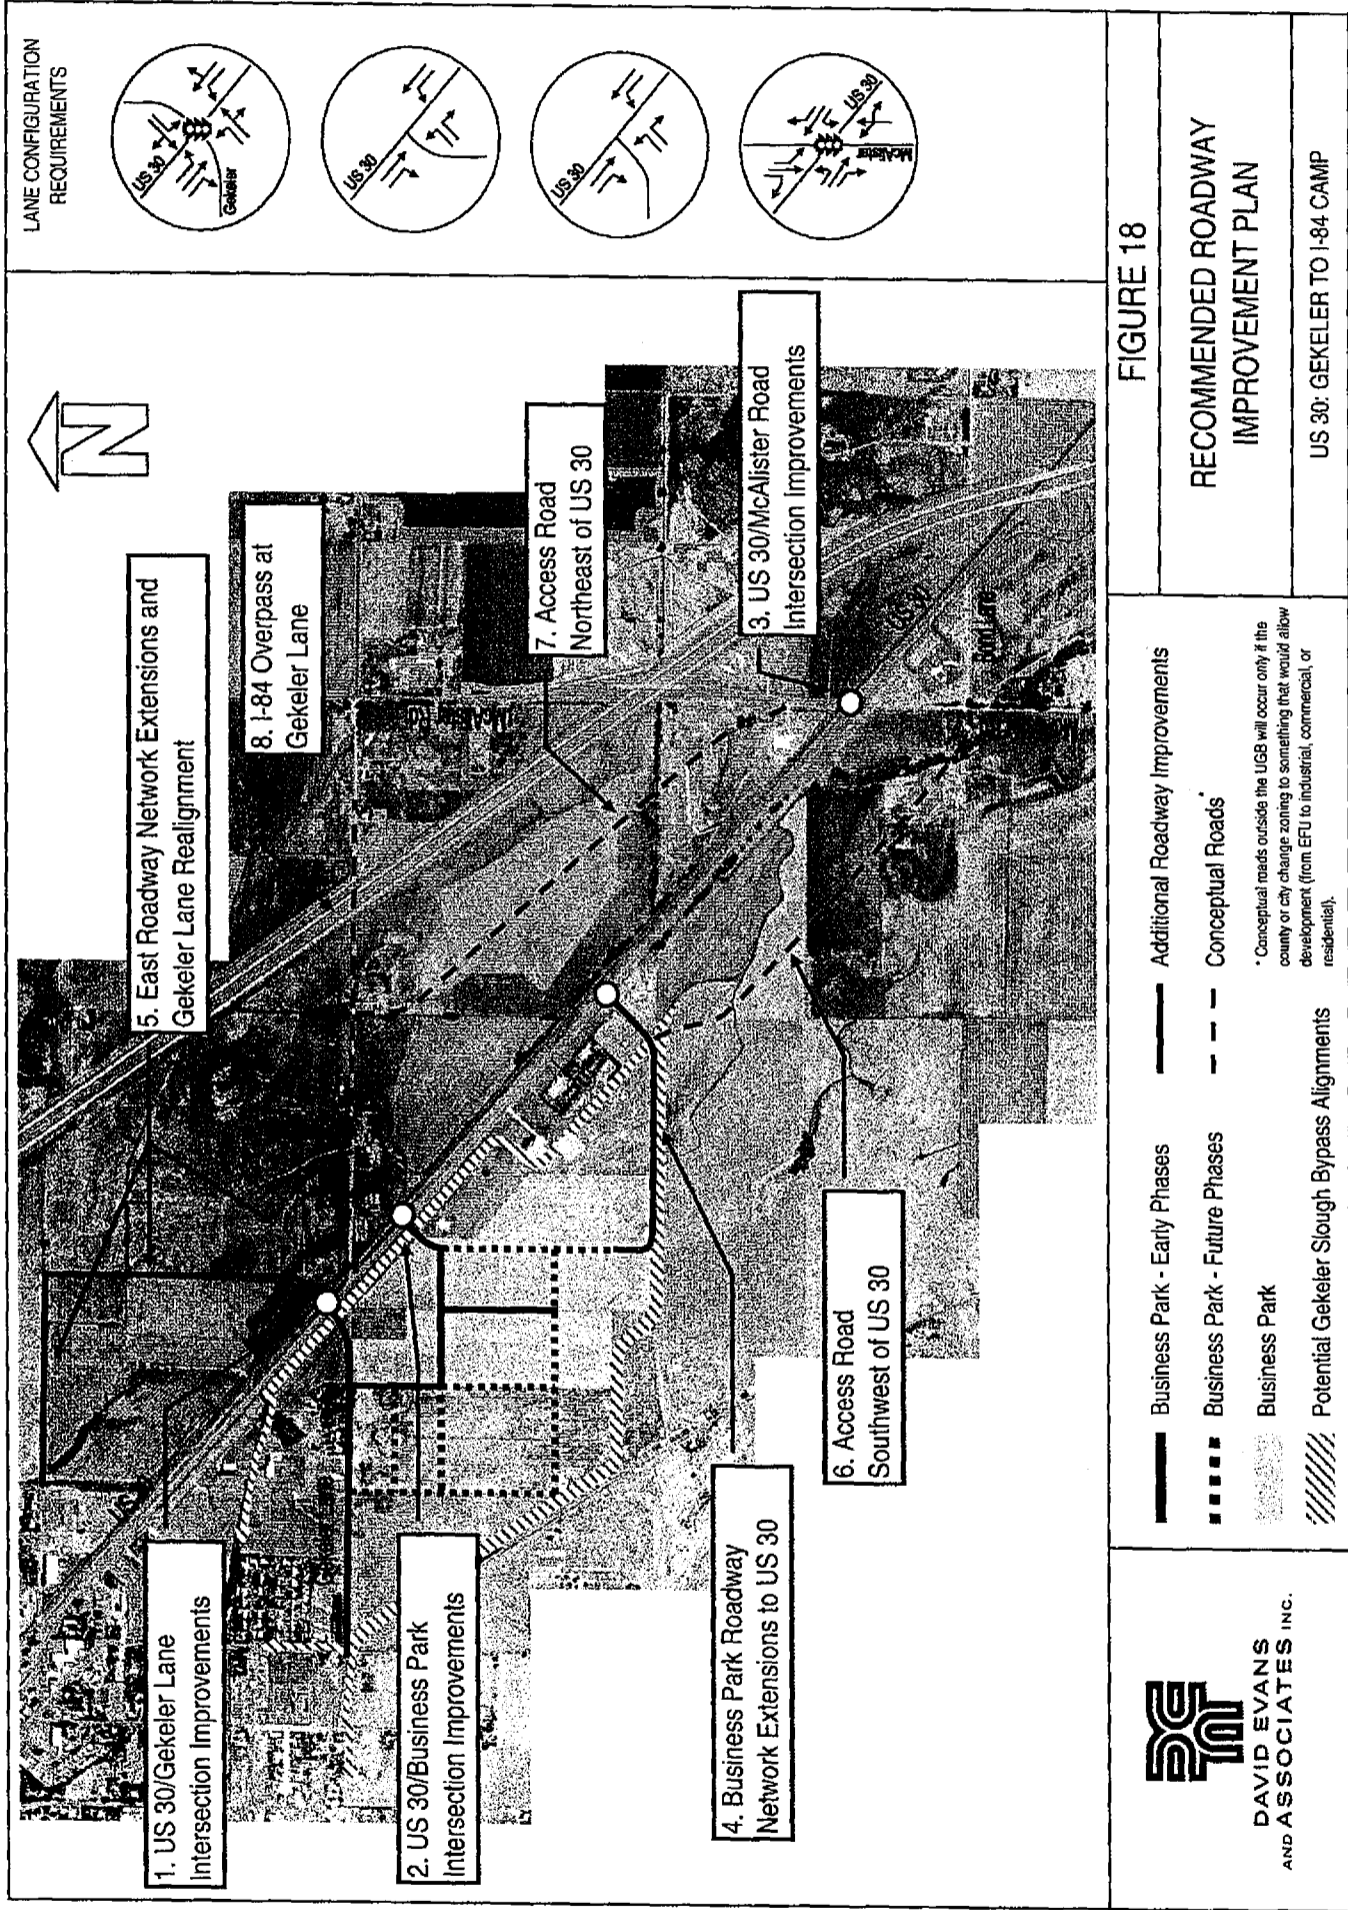 LANE CONFIGURATION
REQUIREMENTS
US 30
Gekeler
US 30
US 30
US 30
McAlister
N
5. East Roadway Network Extensions and
Gekeler Lane Realignment
8. I-84 Overpass at
Gekeler Lane
7. Access Road
Northeast of US 30
3. US 30/McAlister Road
Intersection Improvements
1. US 30/Gekeler Lane
Intersection Improvements
2. US 30/Business Park
Intersection Improvements
4. Business Park Roadway
Network Extensions to US 30
6. Access Road
Southwest of US 30
US
McAlister
Gekeler Lane
US 30
Lane
DAVID EVANS
AND ASSOCIATES INC.
Business Park - Early Phases
Business Park - Future Phases
Business Park
Potential Gekeler Slough Bypass Alignments
Additional Roadway Improvements
Conceptual Roads *
* Conceptual roads outside the UGB will occur only if the
county or city change zoning to something that would allow
development (from EFU to industrial, commercial, or
residential).
FIGURE 18
RECOMMENDED ROADWAY
IMPROVEMENT PLAN
US 30: GEKELER TO I-84 CAMP